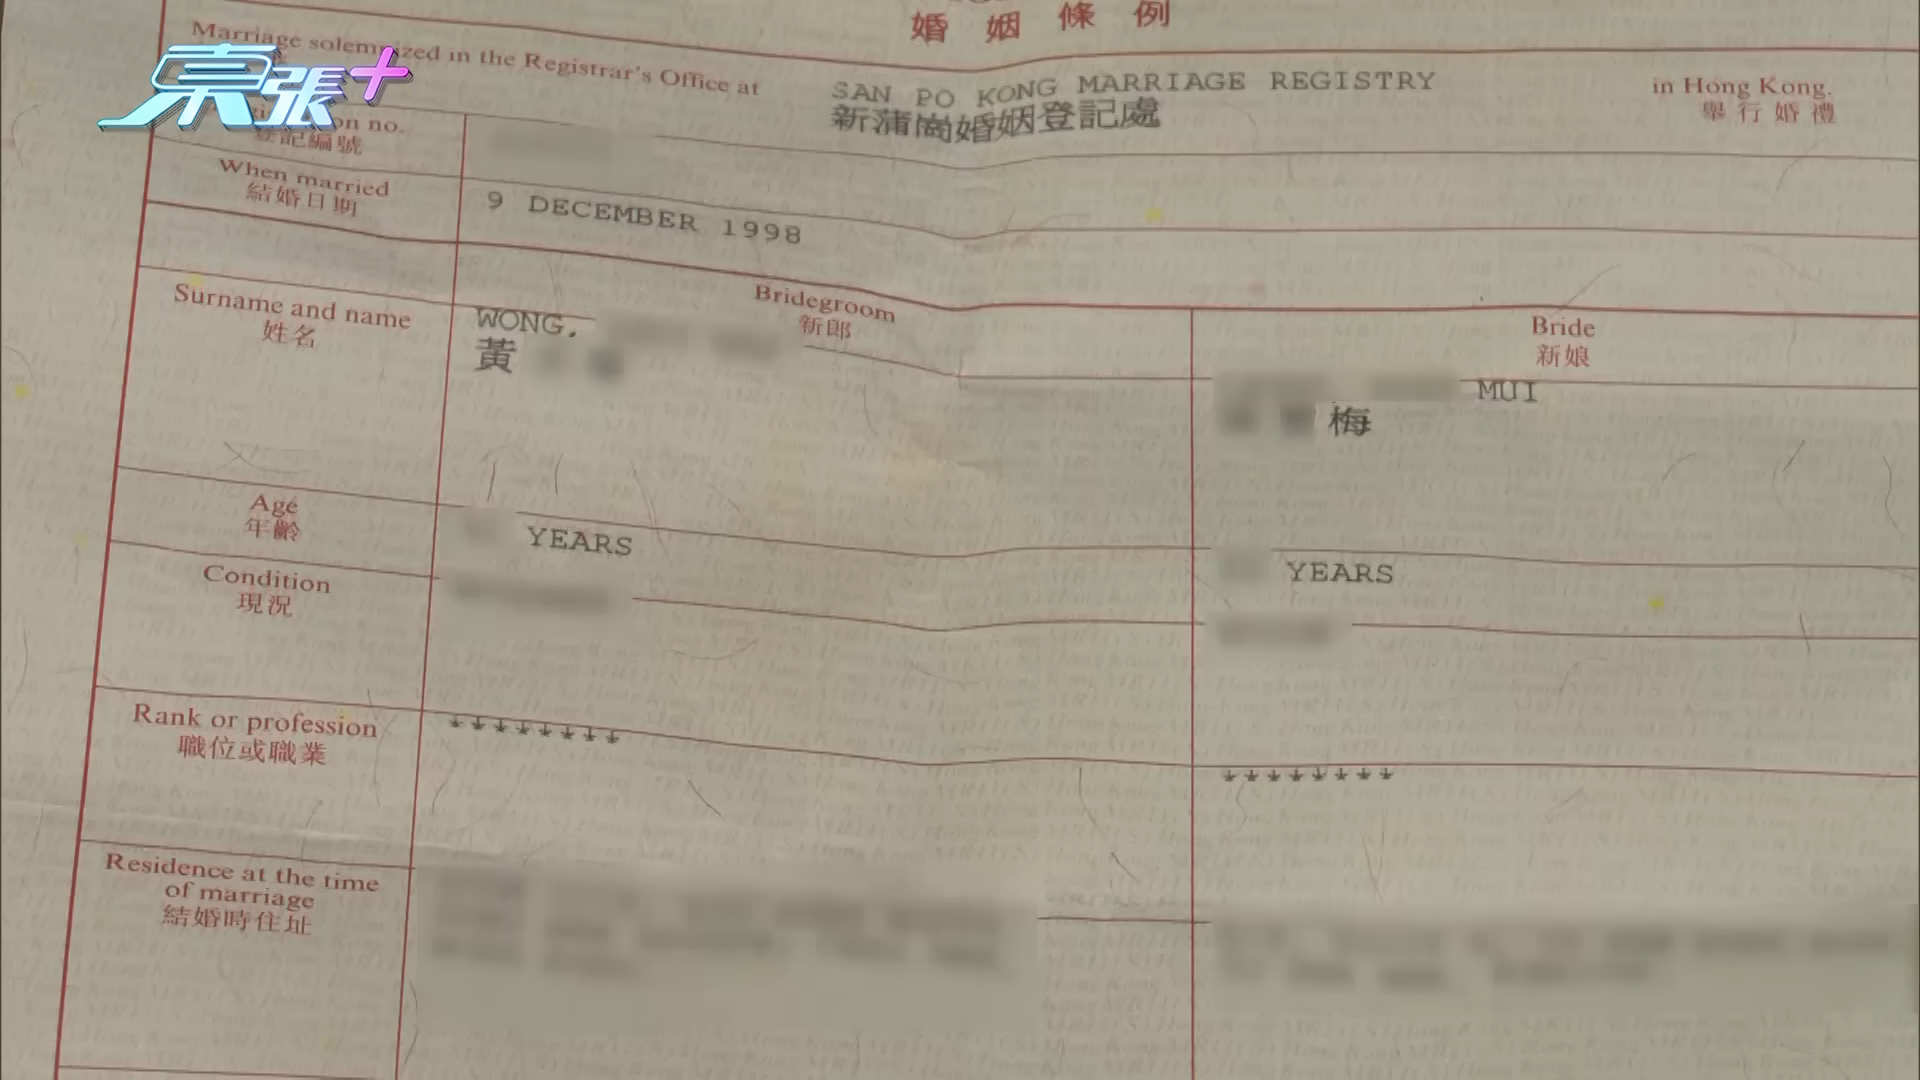 婚姻條例
Marriage solemnized in the Registrar's Office at
SAN PO KONG MARRIAGE REGISTRY
新蒲崗婚姻登記處
in Hong Kong.
舉行婚禮
東張+
on no.
登記編號
When married
結婚日期
9 DECEMBER 1998
Bridegroom
新郎
Bride
新娘
Surname and name
姓名
WONG,
黃
MUI
梅
Age
年齡
YEARS
YEARS
Condition
現況
Rank or profession
職位或職業
********
********
Residence at the time
of marriage
結婚時住址